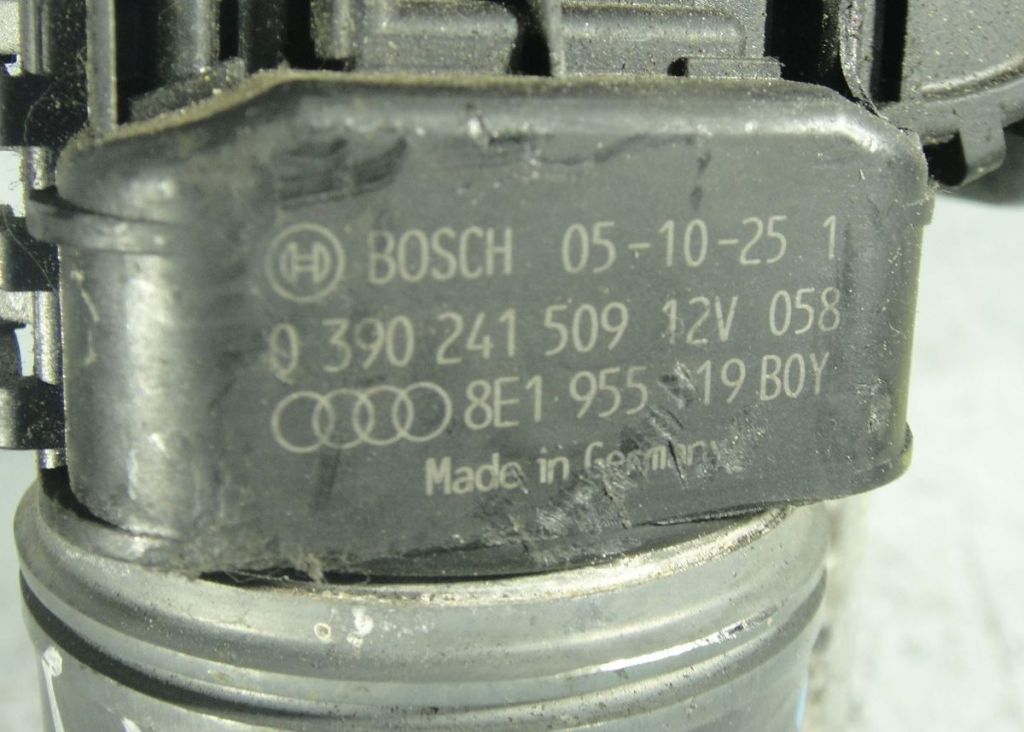 BOSCH 05-10-25 1
0 390 241 509 12V 058
8E1 955 119 B0Y
Made in Germany